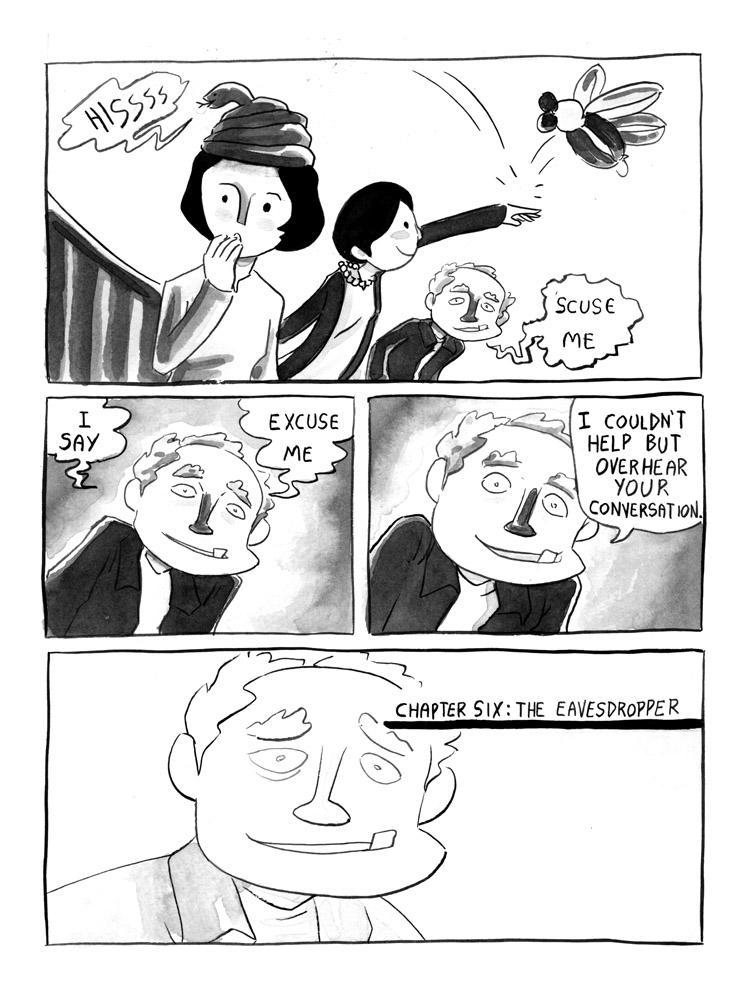 HISSSS
SCUSE
ME
I
SAY
EXCUSE
ME
I COULDN'T
HELP BUT
OVERHEAR
YOUR
CONVERSATION.
CHAPTER SIX: THE EAVESDROPPER